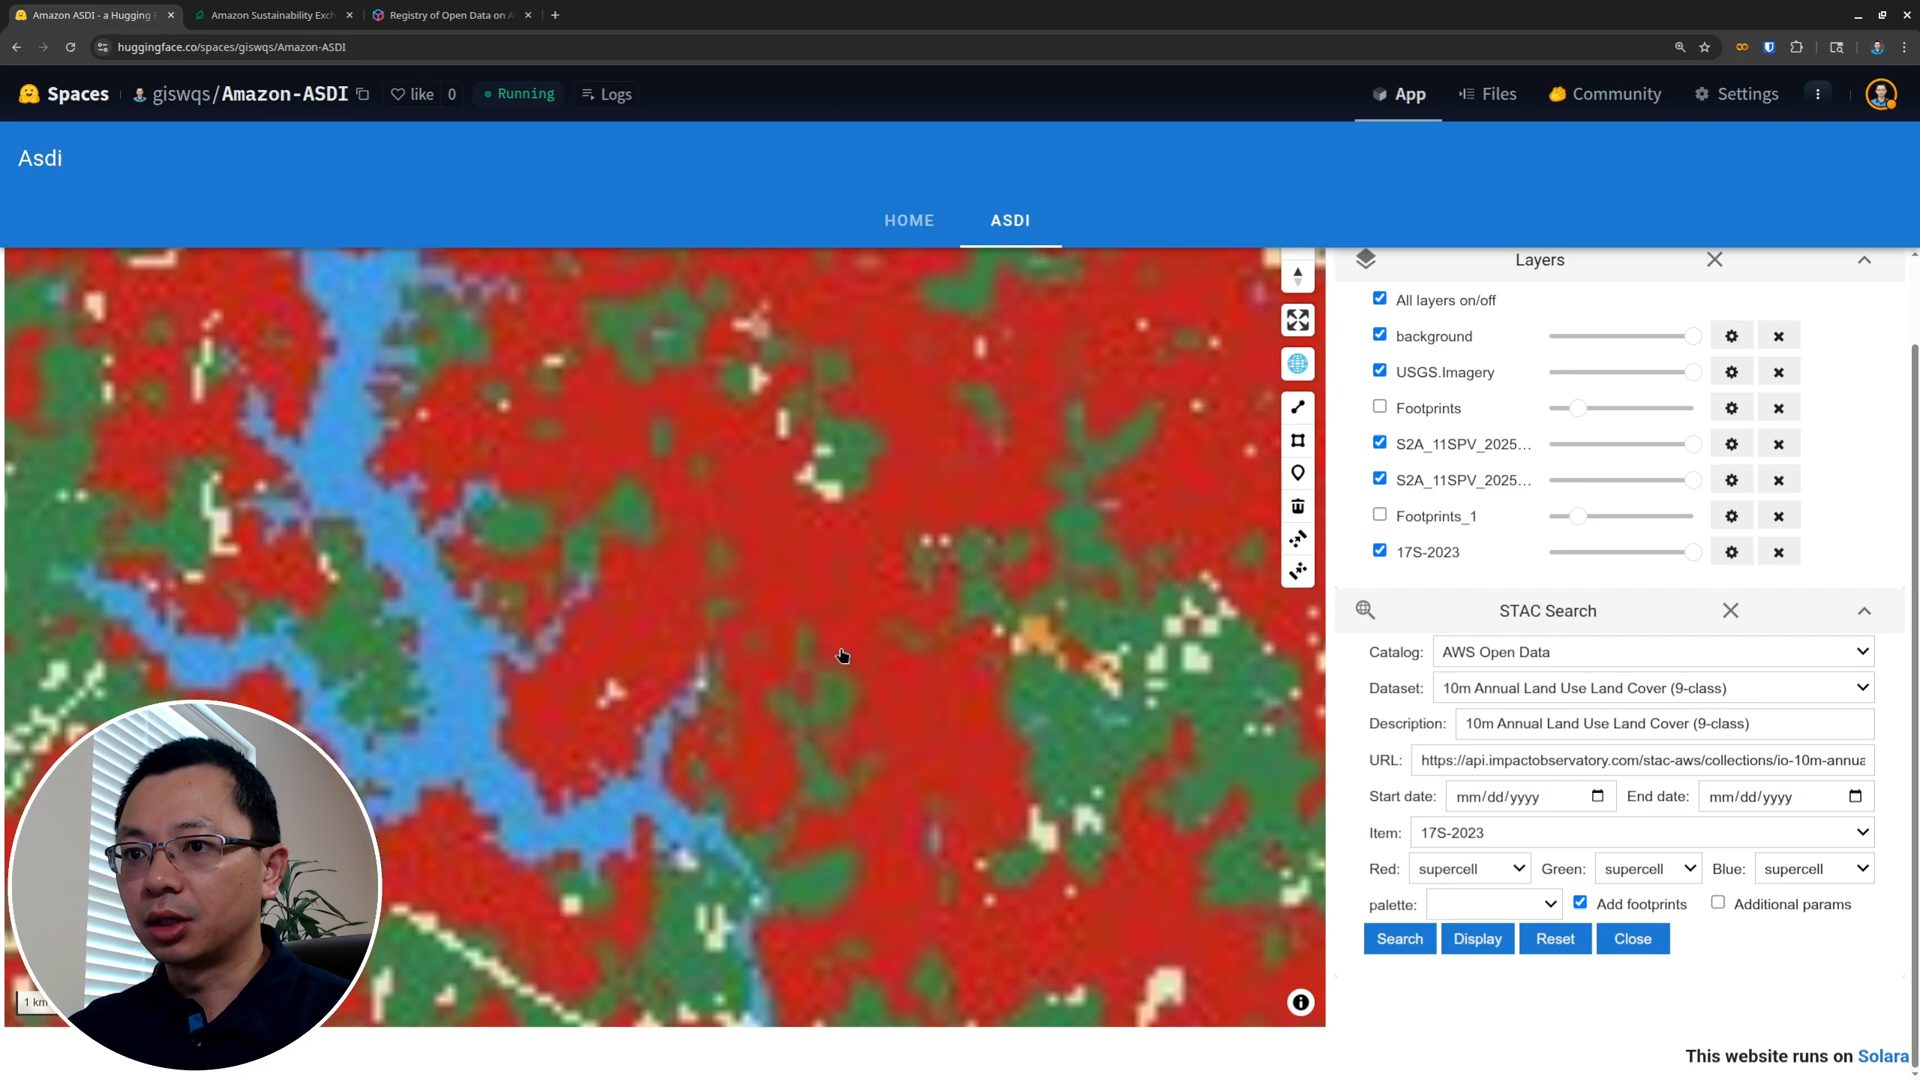 Amazon ASDI - a Hugging F
Amazon Sustainability Exch
Registry of Open Data on A
huggingface.co/spaces/giswqs/Amazon-ASDI
Spaces
giswqs/Amazon-ASDI
like 0
Running
Logs
App
Files
Community
Settings
Asdi
HOME
ASDI
Layers
All layers on/off
background
USGS.Imagery
Footprints
S2A_11SPV_2025...
S2A_11SPV_2025...
Footprints_1
17S-2023
STAC Search
Catalog: AWS Open Data
Dataset: 10m Annual Land Use Land Cover (9-class)
Description: 10m Annual Land Use Land Cover (9-class)
URL: https://api.impactobservatory.com/stac-aws/collections/io-10m-annua
Start date: mm/dd/yyyy End date: mm/dd/yyyy
Item: 17S-2023
Red: supercell Green: supercell Blue: supercell
palette: Add footprints Additional params
Search Display Reset Close
1 km
This website runs on Solara